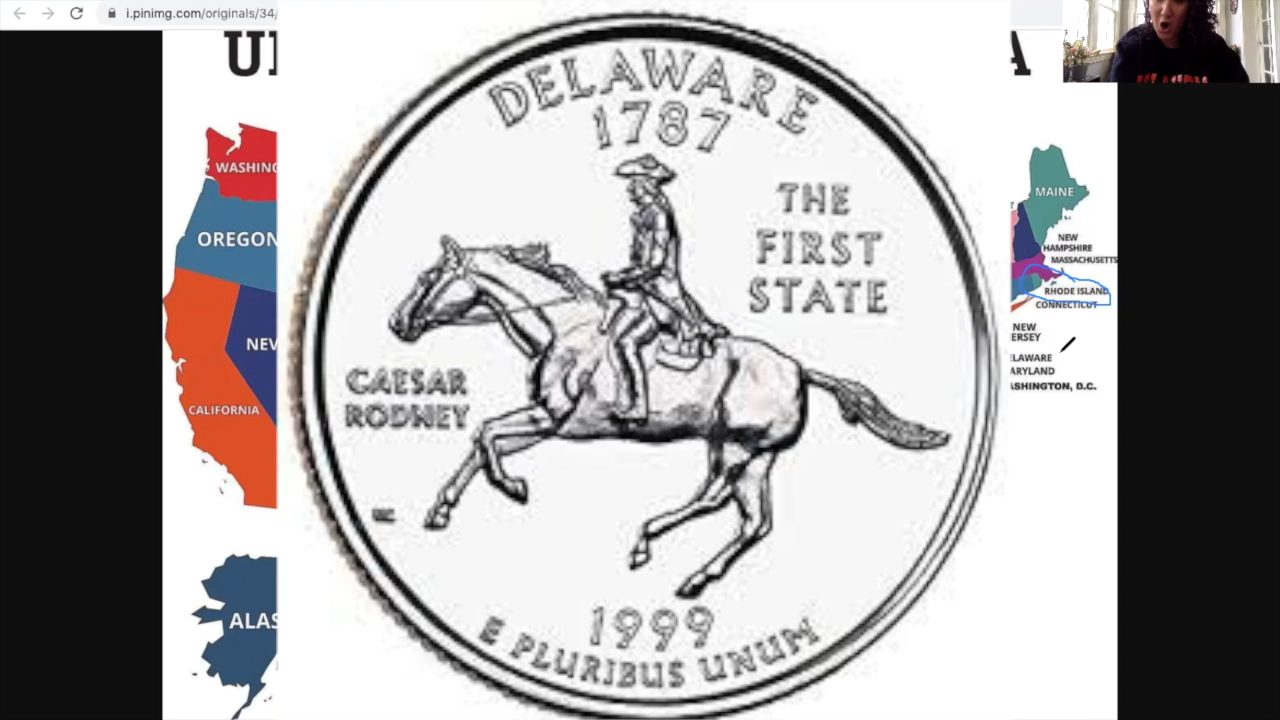 i.pinimg.com/originals/34/
DELAWARE
1787
THE
FIRST
STATE
CAESAR
RODNEY
1999
E PLURIBUS UNUM
WASHING
OREGON
NEV
CALIFORNIA
ALAS
MAINE
NEW
HAMPSHIRE
MASSACHUSETTS
RHODE ISLAND
CONNECTICUT
NEW
ERSEY
ELAWARE
ARYLAND
ASHINGTON, D.C.